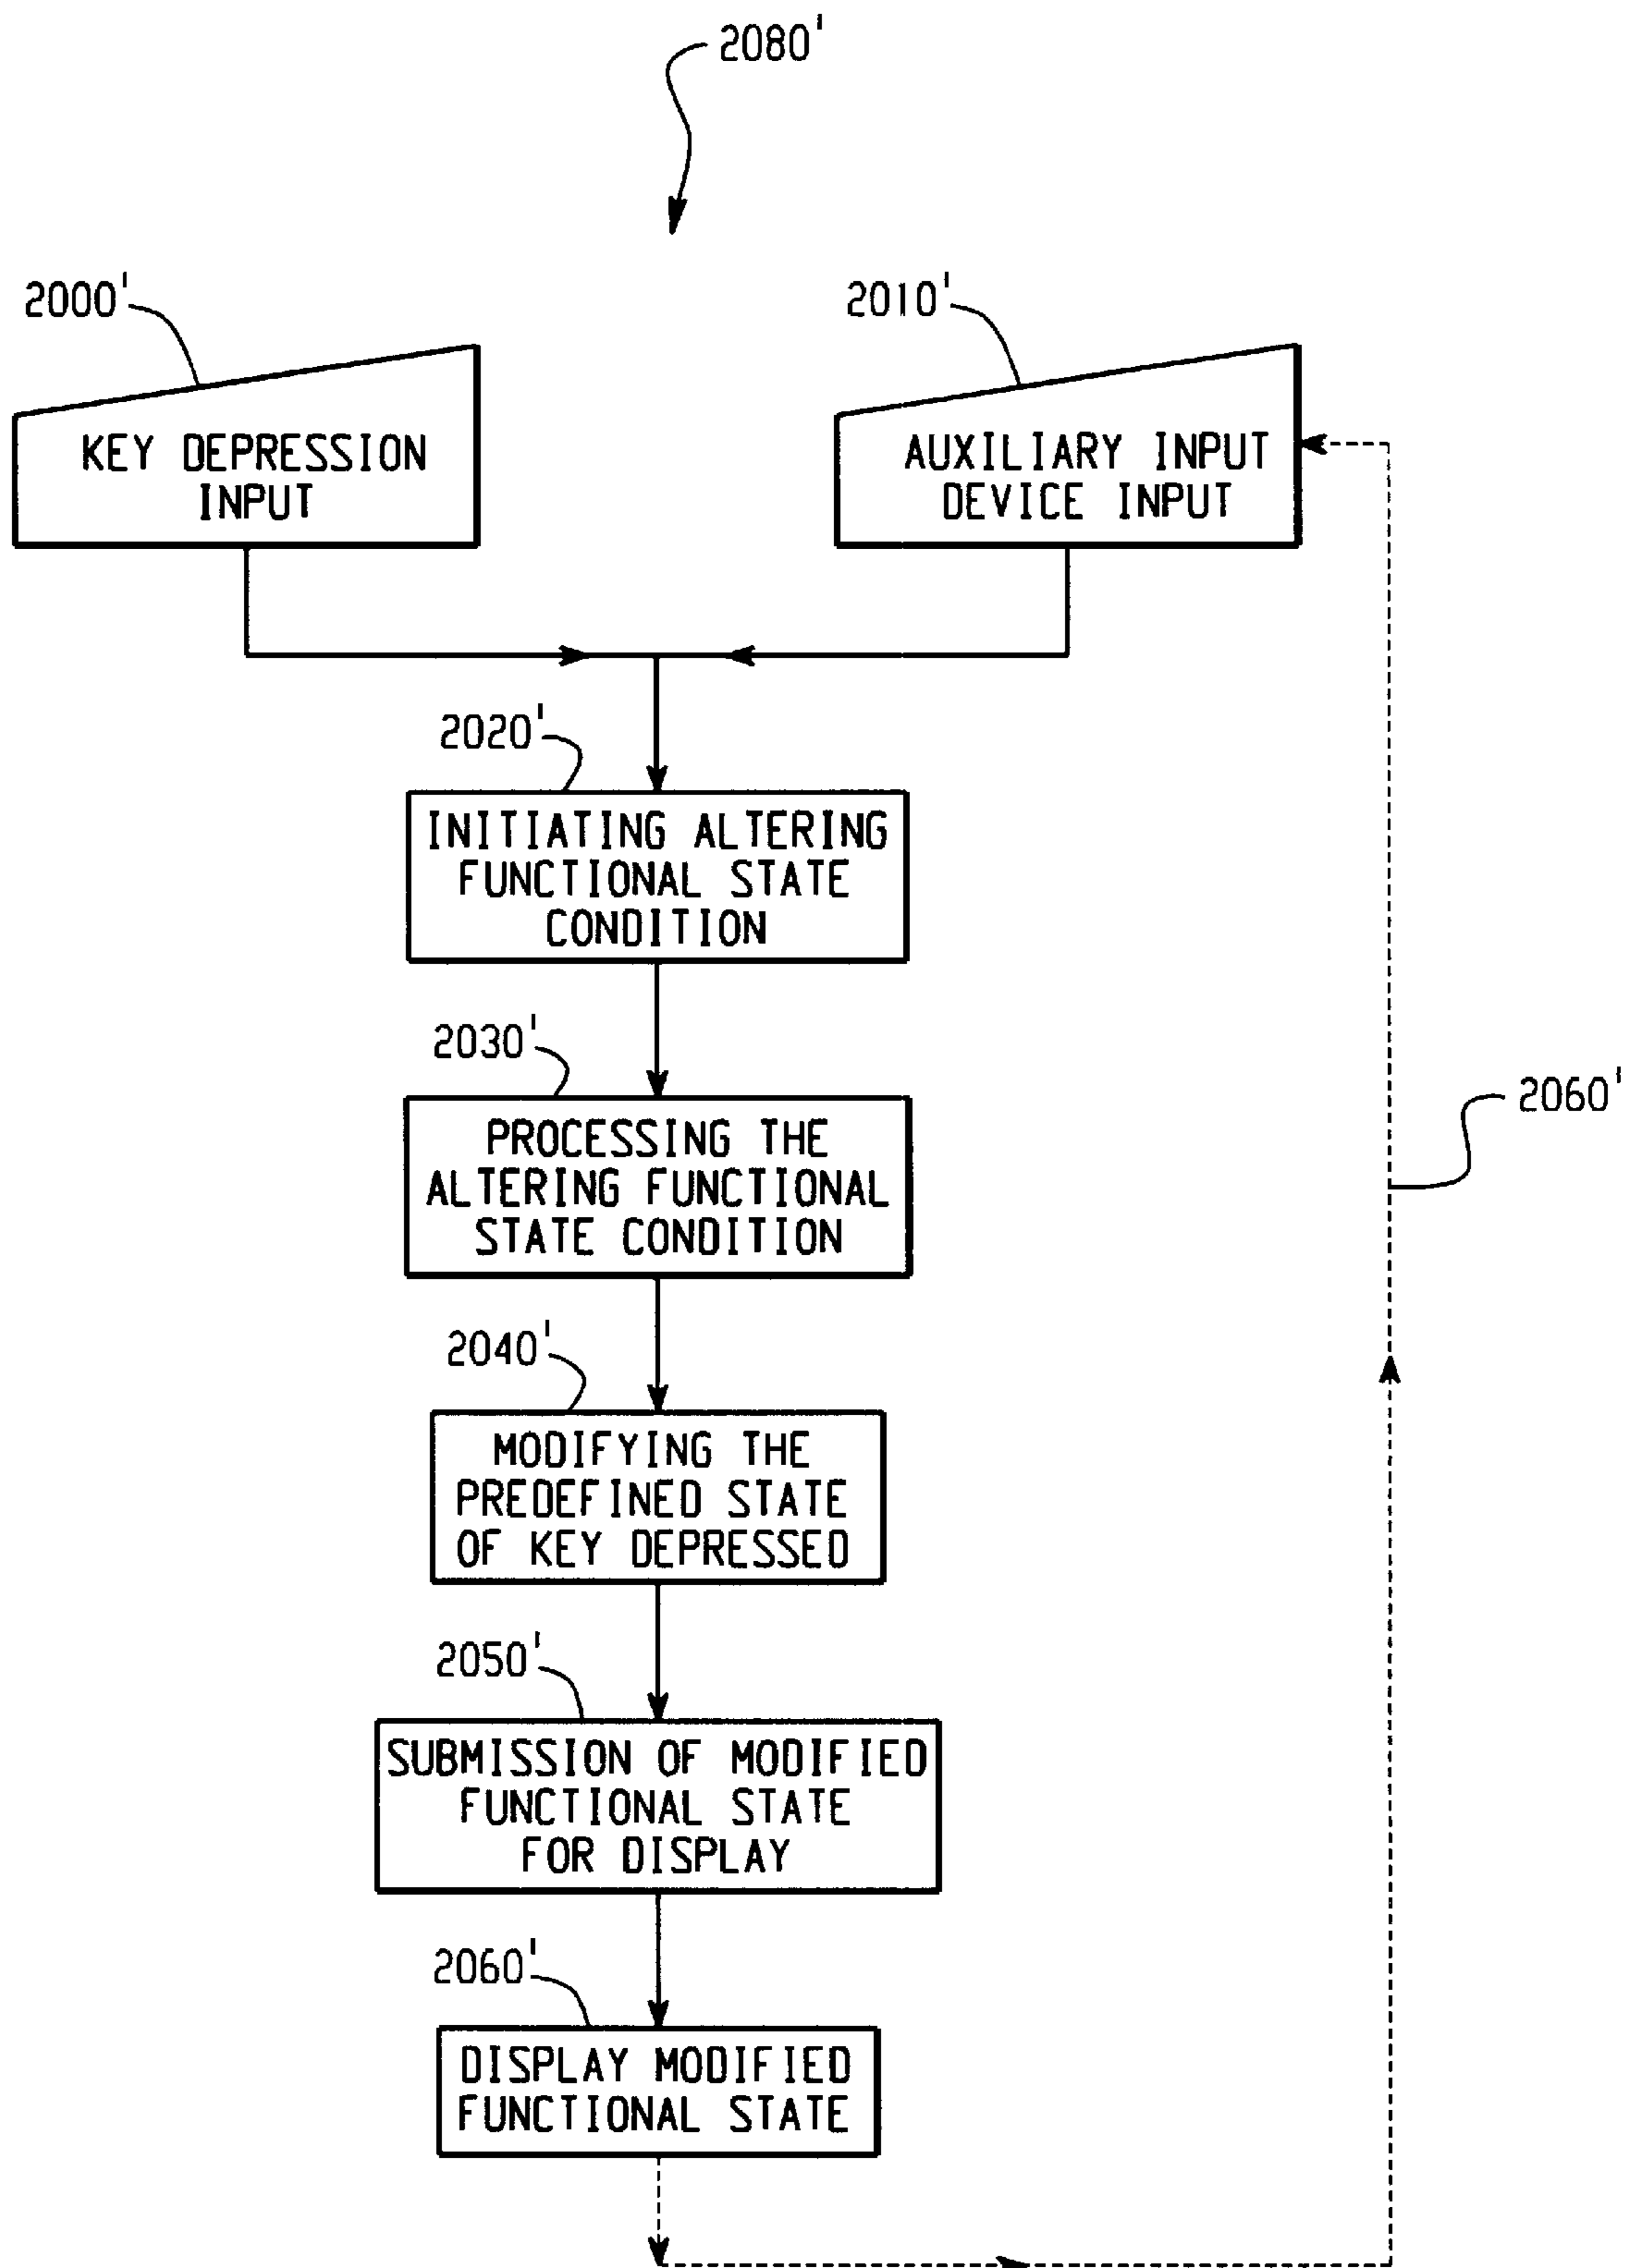 2080'
2000'
2010'
KEY DEPRESSION
INPUT
AUXILIARY INPUT
DEVICE INPUT
2020'
INITIATING ALTERING
FUNCTIONAL STATE
CONDITION
2030'
PROCESSING THE
ALTERING FUNCTIONAL
STATE CONDITION
2060'
2040'
MODIFYING THE
PREDEFINED STATE
OF KEY DEPRESSED
2050'
SUBMISSION OF MODIFIED
FUNCTIONAL STATE
FOR DISPLAY
2060'
DISPLAY MODIFIED
FUNCTIONAL STATE